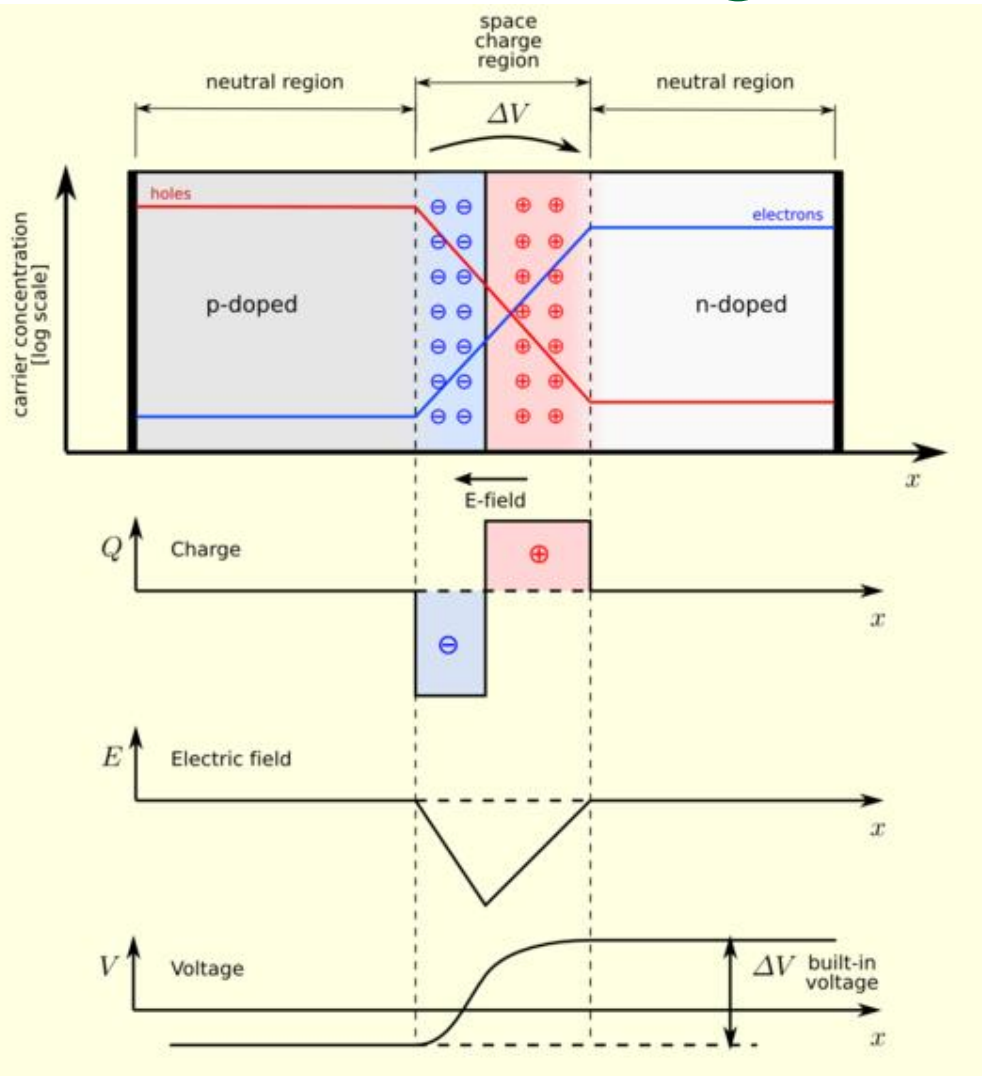 space
charge
region
neutral region
neutral region
ΔV
holes
electrons
carrier concentration
[log scale]
p-doped
n-doped
⊖ ⊖ ⊕ ⊕
⊖ ⊖ ⊕ ⊕
⊖ ⊖ ⊕ ⊕
⊖ ⊖ ⊕ ⊕
⊖ ⊖ ⊕ ⊕
⊖ ⊖ ⊕ ⊕
⊖ ⊖ ⊕ ⊕
x
E-field
Q
Charge
⊕
x
⊖
E
Electric field
x
V
Voltage
ΔV
built-in
voltage
x